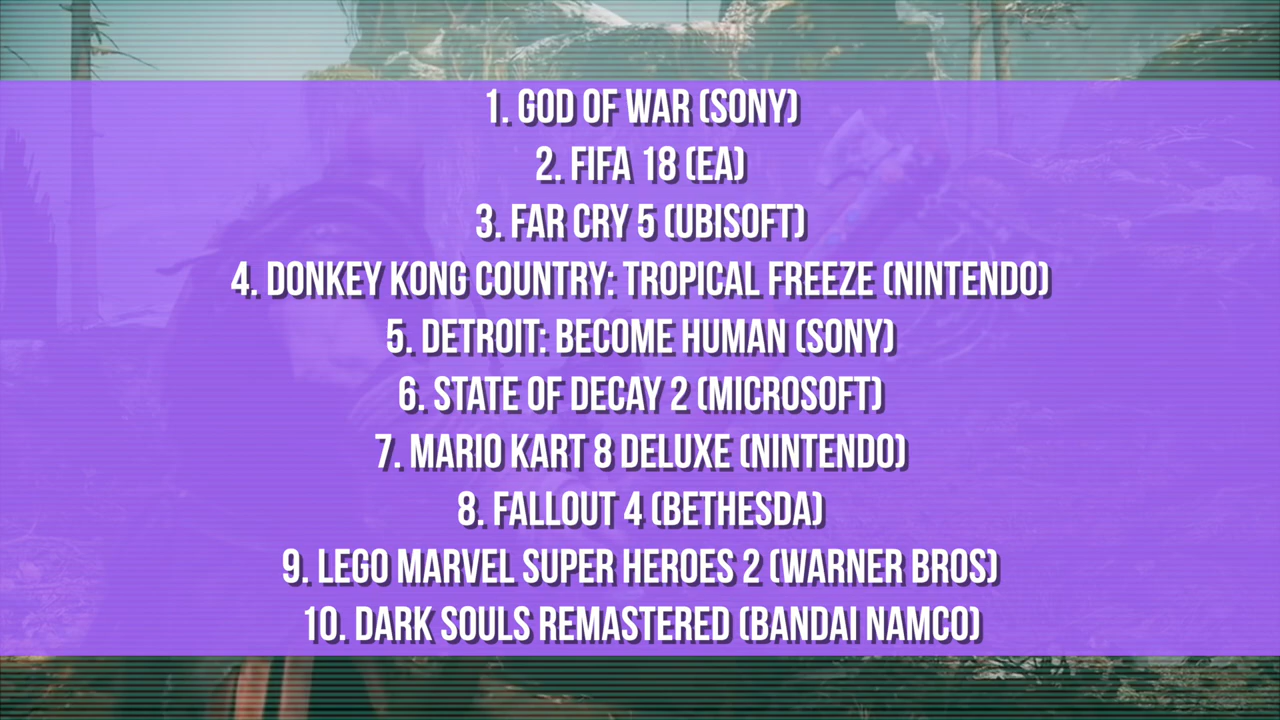 1. GOD OF WAR (SONY)
2. FIFA 18 (EA)
3. FAR CRY 5 (UBISOFT)
4. DONKEY KONG COUNTRY: TROPICAL FREEZE (NINTENDO)
5. DETROIT: BECOME HUMAN (SONY)
6. STATE OF DECAY 2 (MICROSOFT)
7. MARIO KART 8 DELUXE (NINTENDO)
8. FALLOUT 4 (BETHESDA)
9. LEGO MARVEL SUPER HEROES 2 (WARNER BROS)
10. DARK SOULS REMASTERED (BANDAI NAMCO)